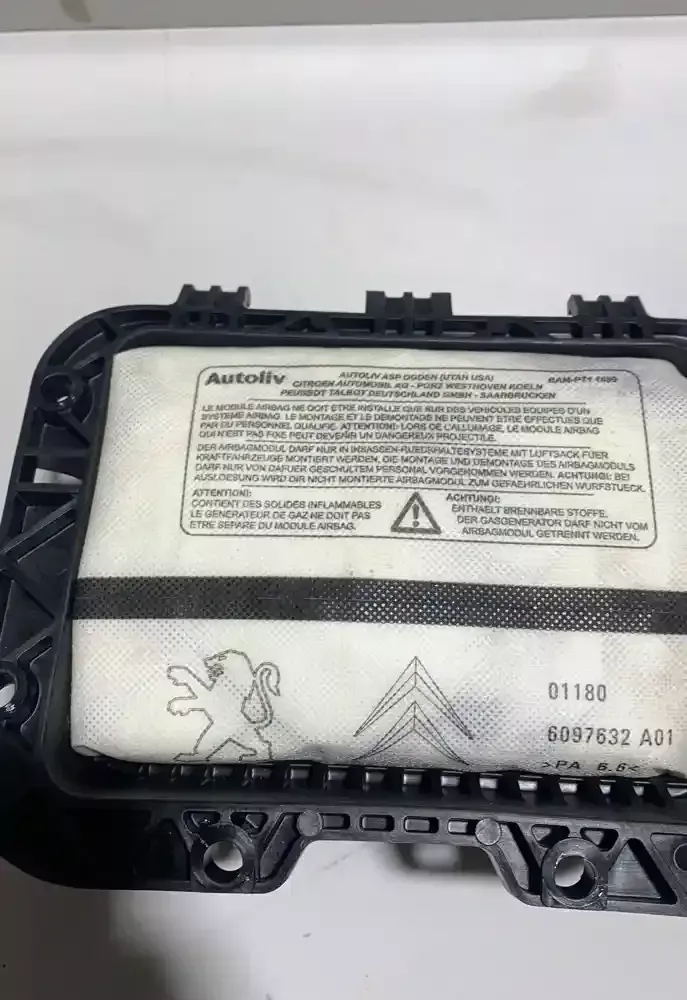 Autoliv
AUTOLIV ASP OGDEN (UTAH USA)
BAM-PT1 1090
CITROEN AUTOMOBIL AG - PORZ WESTHOVEN KOELN
PEUGEOT TALBOT DEUTSCHLAND GMBH - SAARBRUCKEN
LE MODULE AIRBAG NE DOIT ETRE INSTALLE QUE SUR DES VEHICULES EQUIPES D'UN
SYSTEME AIRBAG. LE MONTAGE ET LE DEMONTAGE NE PEUVENT ETRE EFFECTUES QUE
PAR DU PERSONNEL QUALIFIE. ATTENTION: LORS DE L'ALLUMAGE, LE MODULE AIRBAG
QUI N'EST PAS FIXE PEUT DEVENIR UN DANGEREUX PROJECTILE.
DER AIRBAGMODUL DARF NUR IN INSASSEN-RUECKHALTESYSTEME MIT LUFTSACK FUER
KRAFTFAHRZEUGE MONTIERT WERDEN. DIE MONTAGE UND DEMONTAGE DES AIRBAGMODULS
DARF NUR VON DAFUER GESCHULTEM PERSONAL VORGENOMMEN WERDEN. ACHTUNG: BEI
AUSLOESUNG WIRD DIR NICHT MONTIERTE AIRBAGMODUL ZUM GEFAEHRLICHEN WURFSTUECK.
ATTENTION!:
CONTIENT DES SOLIDES INFLAMMABLES
LE GENERATEUR DE GAZ NE DOIT PAS
ETRE SEPARE DU MODULE AIRBAG.
ACHTUNG!:
ENTHAELT BRENNBARE STOFFE.
DER GASGENERATOR DARF NICHT VOM
AIRBAGMODUL GETRENNT WERDEN.
01180
6097632 A01
>PA 6.6<